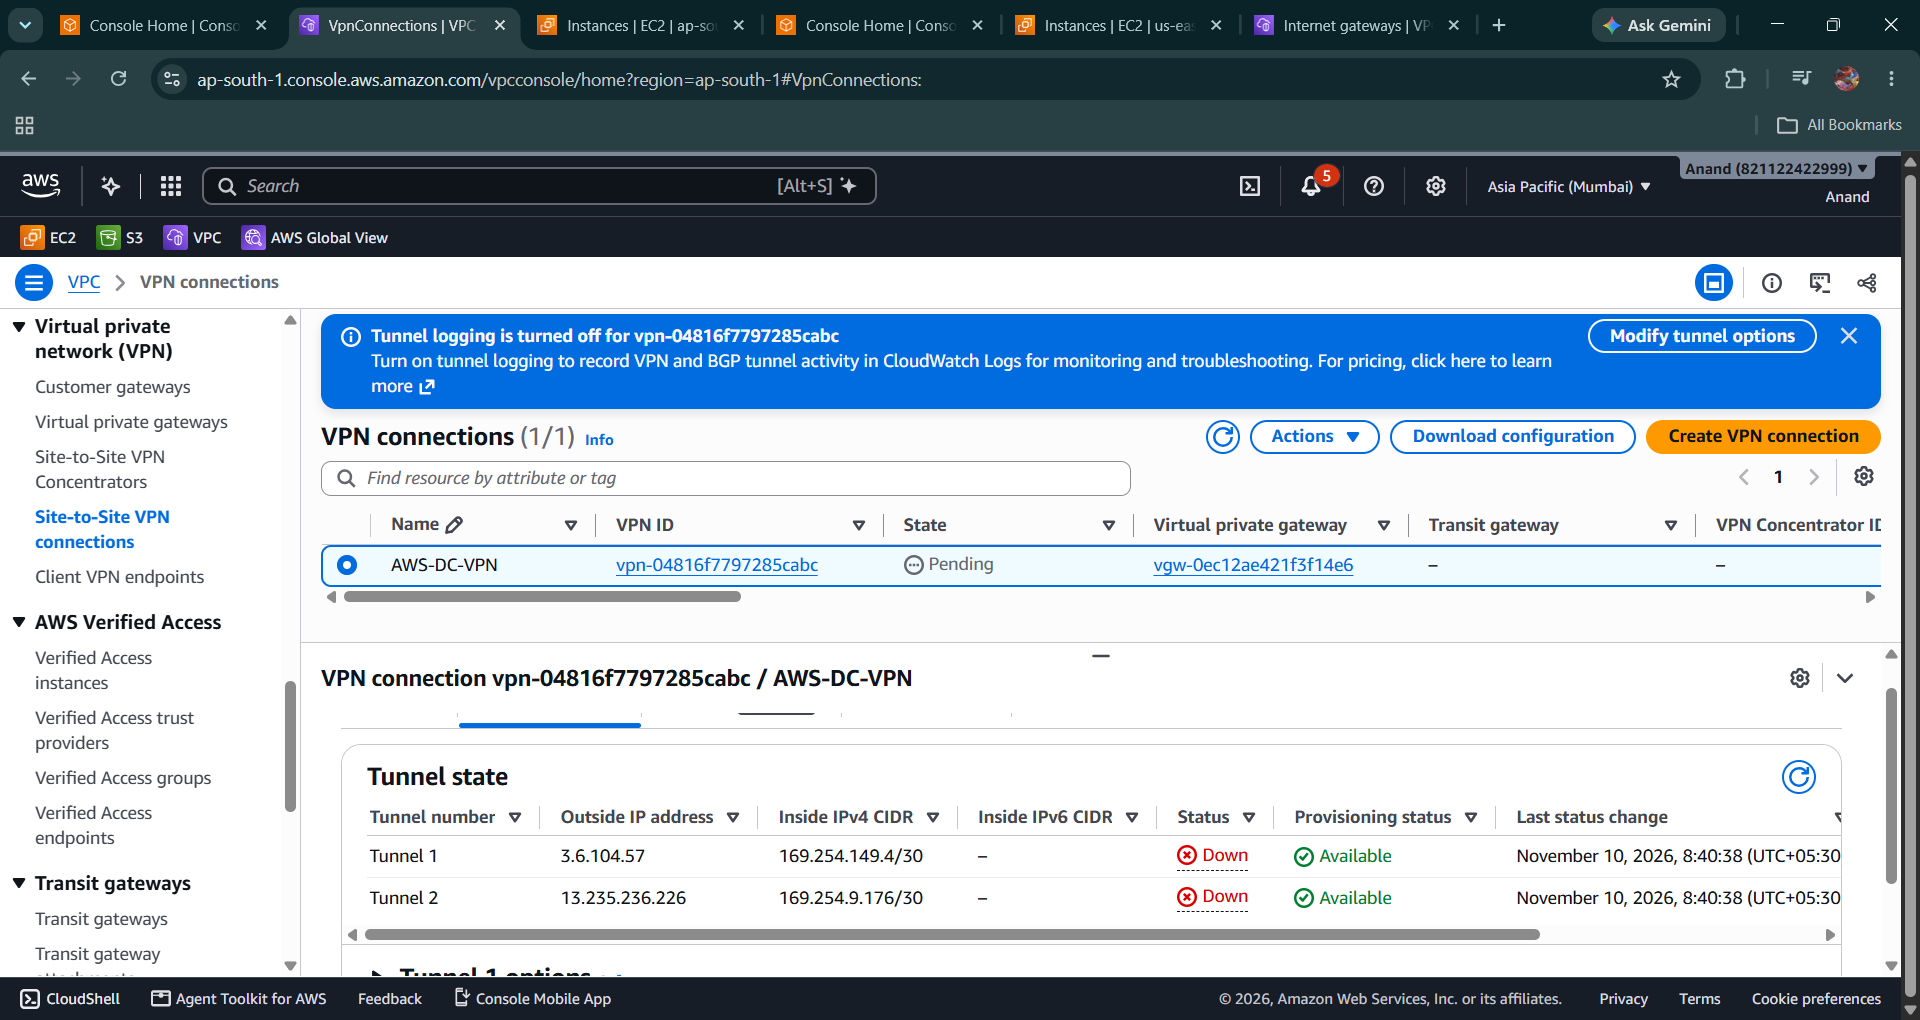 Console Home | Conso
VpnConnections | VPC
Instances | EC2 | ap-sou
Console Home | Conso
Instances | EC2 | us-eas
Internet gateways | VP
Ask Gemini
ap-south-1.console.aws.amazon.com/vpcconsole/home?region=ap-south-1#VpnConnections:
All Bookmarks
aws
Search
[Alt+S]
5
Asia Pacific (Mumbai)
Anand (821122422999)
Anand
EC2
S3
VPC
AWS Global View
VPC
VPN connections
Virtual private
network (VPN)
Customer gateways
Virtual private gateways
Site-to-Site VPN
Concentrators
Site-to-Site VPN
connections
Client VPN endpoints
AWS Verified Access
Verified Access
instances
Verified Access trust
providers
Verified Access groups
Verified Access
endpoints
Transit gateways
Transit gateways
Transit gateway
Tunnel logging is turned off for vpn-04816f7797285cabc
Turn on tunnel logging to record VPN and BGP tunnel activity in CloudWatch Logs for monitoring and troubleshooting. For pricing, click here to learn
more
Modify tunnel options
VPN connections (1/1) Info
Actions
Download configuration
Create VPN connection
Find resource by attribute or tag
1
Name
VPN ID
State
Virtual private gateway
Transit gateway
VPN Concentrator ID
AWS-DC-VPN
vpn-04816f7797285cabc
Pending
vgw-0ec12ae421f3f14e6
–
–
VPN connection vpn-04816f7797285cabc / AWS-DC-VPN
Tunnel state
Tunnel number
Outside IP address
Inside IPv4 CIDR
Inside IPv6 CIDR
Status
Provisioning status
Last status change
Tunnel 1
3.6.104.57
169.254.149.4/30
–
Down
Available
November 10, 2026, 8:40:38 (UTC+05:30
Tunnel 2
13.235.236.226
169.254.9.176/30
–
Down
Available
November 10, 2026, 8:40:38 (UTC+05:30
Tunnel 1 options
CloudShell
Agent Toolkit for AWS
Feedback
Console Mobile App
© 2026, Amazon Web Services, Inc. or its affiliates.
Privacy
Terms
Cookie preferences